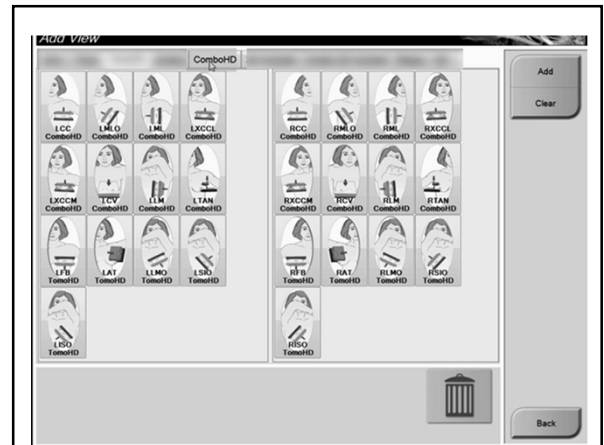 Add View
ComboHD
LCC LMLO LML LXCCL
ComboHD ComboHD ComboHD ComboHD
RCC RMLO RML RXCCL
ComboHD ComboHD ComboHD ComboHD
LXCCM LCV LLM LTAN
ComboHD ComboHD ComboHD ComboHD
RXCCM RCV RLM RTAN
ComboHD ComboHD ComboHD ComboHD
LFB LAT LLMO LSIO
TomoHD TomoHD TomoHD TomoHD
RFB RAT RLMO RSIO
TomoHD TomoHD TomoHD TomoHD
LISO
TomoHD
RISO
TomoHD
Add
Clear
Back